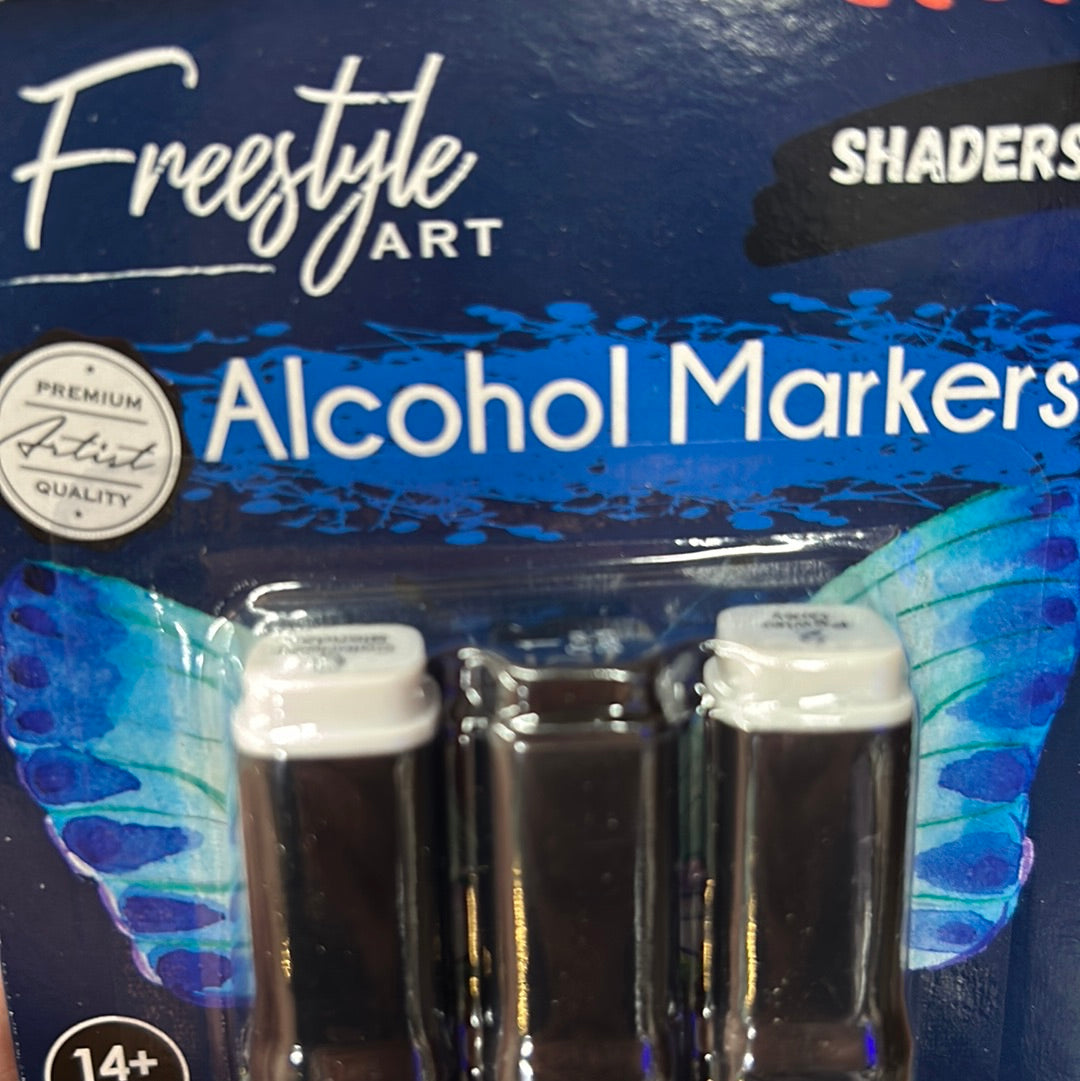 Freestyle
ART
SHADERS
Alcohol Markers
PREMIUM
Artist
QUALITY
14+